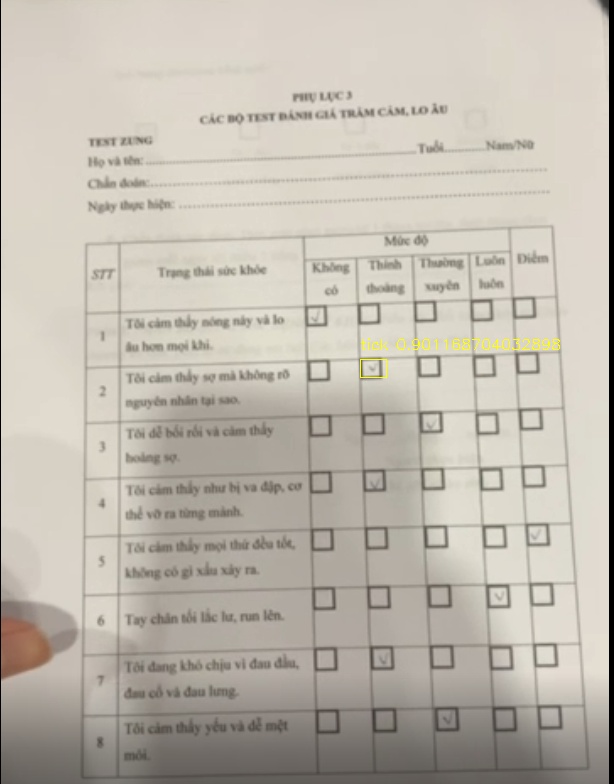 PHỤ LỤC 3
CÁC BỘ TEST ĐÁNH GIÁ TRẦM CẢM, LO ÂU
TEST ZUNG
Họ và tên: Tuổi Nam/Nữ
Chẩn đoán:
Ngày thực hiện:
STT Trạng thái sức khỏe Mức độ Điểm
Không có Thỉnh thoảng Thường xuyên Luôn luôn
1 Tôi cảm thấy nóng nảy và lo
âu hơn mọi khi.
tick 0.901168704032898
2 Tôi cảm thấy sợ mà không rõ
nguyên nhân tại sao.
3 Tôi dễ bối rối và cảm thấy
hoảng sợ.
4 Tôi cảm thấy như bị va đập, cơ
thể vỡ ra từng mảnh.
5 Tôi cảm thấy mọi thứ đều tốt,
không có gì xấu xảy ra.
6 Tay chân tôi lắc lư, run lên.
7 Tôi đang khó chịu vì đau đầu,
đau cổ và đau lưng.
8 Tôi cảm thấy yếu và dễ mệt
mỏi.